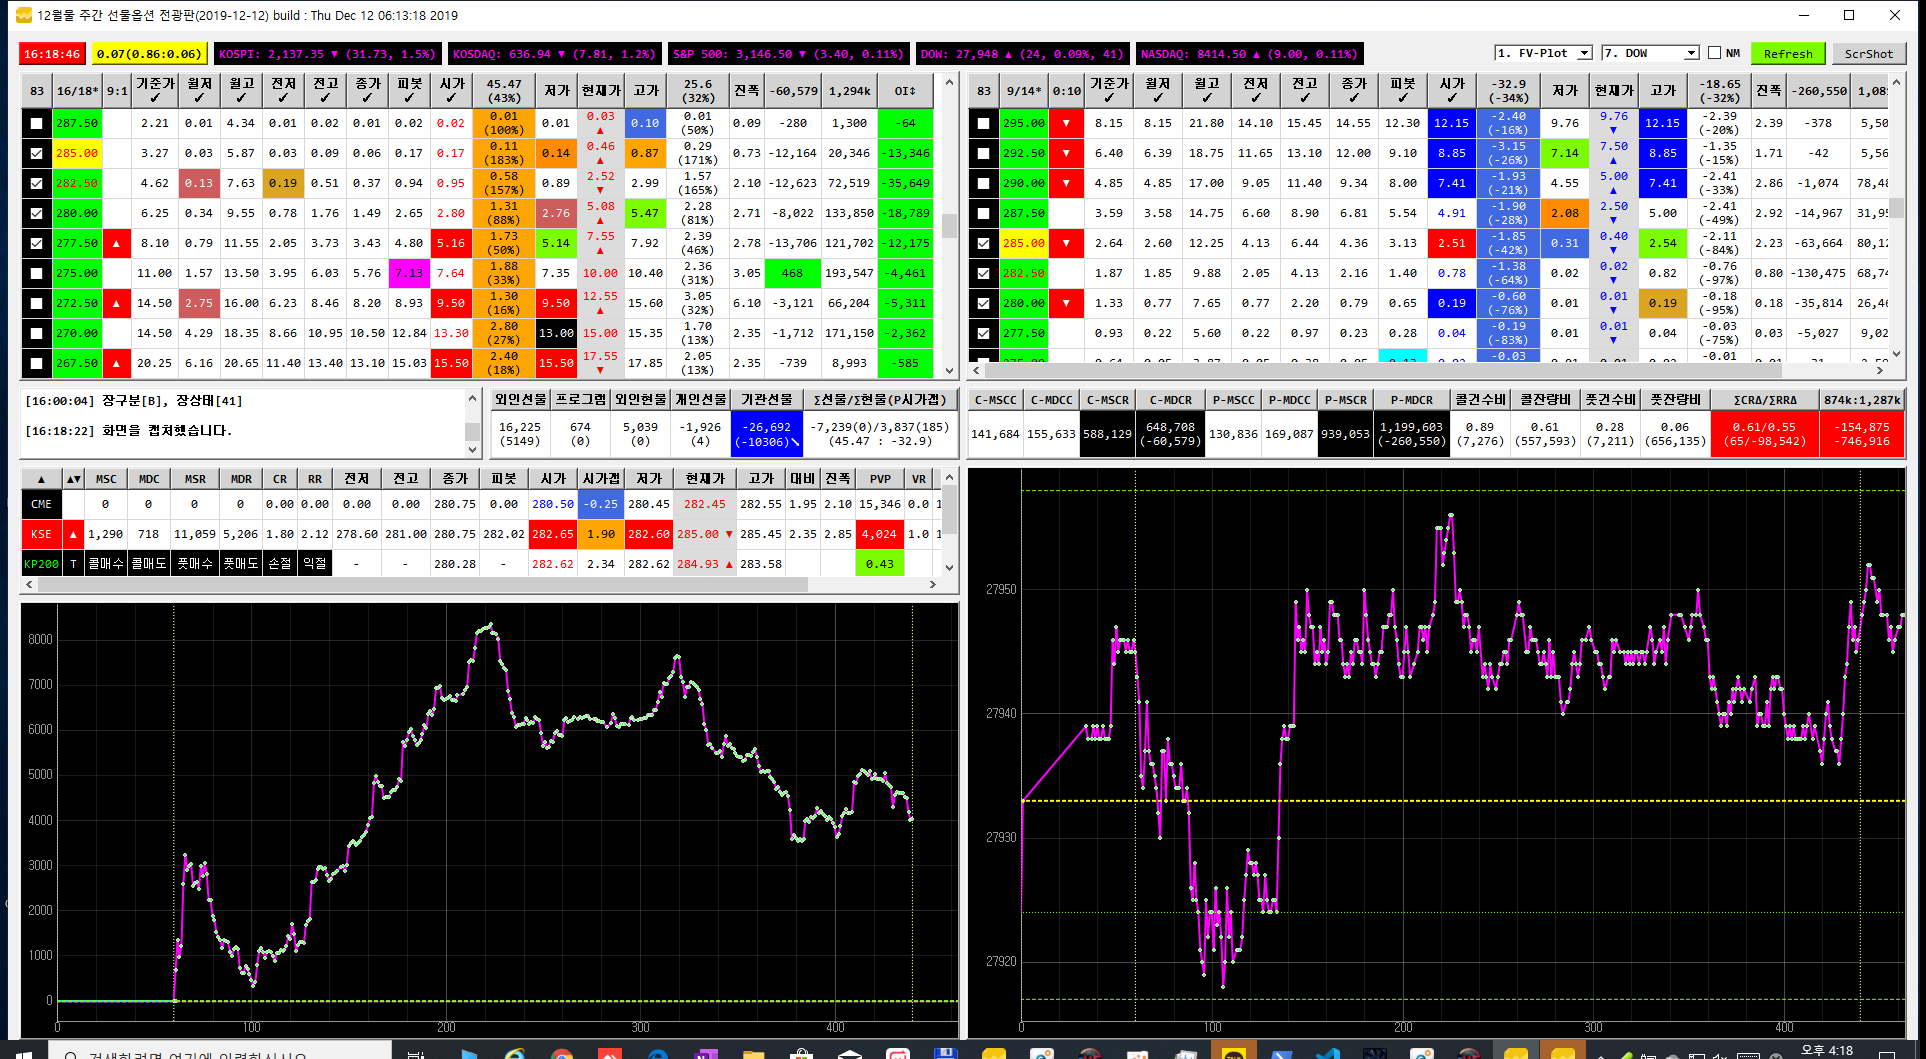 12월물 주간 선물옵션 전광판(2019-12-12) build : Thu Dec 12 06:13:18 2019
16:18:46 0.07(0.86:0.06) KOSPI: 2,137.35 ▼ (31.73, 1.5%) KOSDAQ: 636.94 ▼ (7.81, 1.2%) S&P 500: 3,146.50 ▼ (3.40, 0.11%) DOW: 27,948 ▲ (24, 0.09%, 41) NASDAQ: 8414.50 ▲ (9.00, 0.11%) 1. FV-Plot 7. DOW NM Refresh ScrShot
83 16/18* 9:1 기준가✓ 월저✓ 월고✓ 전저✓ 전고✓ 종가✓ 피봇✓ 시가✓ 45.47 (43%) 저가 현재가 고가 25.6 (32%) 진폭 -60,579 1,294k OI↕
287.50 2.21 0.01 4.34 0.01 0.02 0.01 0.02 0.02 0.01 (100%) 0.01 0.03 ▲ 0.10 0.01 (50%) 0.09 -280 1,300 -64
285.00 3.27 0.03 5.87 0.03 0.09 0.06 0.17 0.17 0.11 (183%) 0.14 0.46 ▲ 0.87 0.29 (171%) 0.73 -12,164 20,346 -13,346
282.50 4.62 0.13 7.63 0.19 0.51 0.37 0.94 0.95 0.58 (157%) 0.89 2.52 ▼ 2.99 1.57 (165%) 2.10 -12,623 72,519 -35,649
280.00 6.25 0.34 9.55 0.78 1.76 1.49 2.65 2.80 1.31 (88%) 2.76 5.08 ▲ 5.47 2.28 (81%) 2.71 -8,022 133,850 -18,789
277.50 ▲ 8.10 0.79 11.55 2.05 3.73 3.43 4.80 5.16 1.73 (50%) 5.14 7.55 ▲ 7.92 2.39 (46%) 2.78 -13,706 121,702 -12,175
275.00 11.00 1.57 13.50 3.95 6.03 5.76 7.13 7.64 1.88 (33%) 7.35 10.00 10.40 2.36 (31%) 3.05 468 193,547 -4,461
272.50 ▲ 14.50 2.75 16.00 6.23 8.46 8.20 8.93 9.50 1.30 (16%) 9.50 12.55 ▲ 15.60 3.05 (32%) 6.10 -3,121 66,204 -5,311
270.00 14.50 4.29 18.35 8.66 10.95 10.50 12.84 13.30 2.80 (27%) 13.00 15.00 15.35 1.70 (13%) 2.35 -1,712 171,150 -2,362
267.50 ▲ 20.25 6.16 20.65 11.40 13.40 13.10 15.03 15.50 2.40 (18%) 15.50 17.55 ▼ 17.85 2.05 (13%) 2.35 -739 8,993 -585
83 9/14* 0:10 기준가✓ 월저✓ 월고✓ 전저✓ 전고✓ 종가✓ 피봇✓ 시가✓ -32.9 (-34%) 저가 현재가 고가 -18.65 (-32%) 진폭 -260,550 1,08
295.00 ▼ 8.15 8.15 21.80 14.10 15.45 14.55 12.30 12.15 -2.40 (-16%) 9.76 9.76 ▼ 12.15 -2.39 (-20%) 2.39 -378 5,50
292.50 ▼ 6.40 6.39 18.75 11.65 13.10 12.00 9.10 8.85 -3.15 (-26%) 7.14 7.50 ▲ 8.85 -1.35 (-15%) 1.71 -42 5,56
290.00 ▼ 4.85 4.85 17.00 9.05 11.40 9.34 8.00 7.41 -1.93 (-21%) 4.55 5.00 ▲ 7.41 -2.41 (-33%) 2.86 -1,074 78,48
287.50 3.59 3.58 14.75 6.60 8.90 6.81 5.54 4.91 -1.90 (-28%) 2.08 2.50 ▼ 5.00 -2.41 (-49%) 2.92 -14,967 31,95
285.00 ▼ 2.64 2.60 12.25 4.13 6.44 4.36 3.13 2.51 -1.85 (-42%) 0.31 0.40 ▼ 2.54 -2.11 (-84%) 2.23 -63,664 80,12
282.50 1.87 1.85 9.88 2.05 4.13 2.16 1.40 0.78 -1.38 (-64%) 0.02 0.02 ▼ 0.82 -0.76 (-97%) 0.80 -130,475 68,74
280.00 ▼ 1.33 0.77 7.65 0.77 2.20 0.79 0.65 0.19 -0.60 (-76%) 0.01 0.01 ▼ 0.19 -0.18 (-95%) 0.18 -35,814 26,46
277.50 0.93 0.22 5.60 0.22 0.97 0.23 0.28 0.04 -0.19 (-83%) 0.01 0.01 ▼ 0.04 -0.03 (-75%) 0.03 -5,027 9,02
-0.03 -0.01
[16:00:04] 장구분[B], 장상태[41]
[16:18:22] 화면을 캡쳐했습니다.
외인선물 프로그램 외인현물 개인선물 기관선물 Σ선물/Σ현물(P시가갭)
16,225 (5149) 674 (0) 5,039 (0) -1,926 (4) -26,692 (-10306) -7,239(0)/3,837(185) (45.47 : -32.9)
C-MSCC C-MDCC C-MSCR C-MDCR P-MSCC P-MDCC P-MSCR P-MDCR 콜건수비 콜잔량비 풋건수비 풋잔량비 ΣCRΔ/ΣRRΔ 874k:1,287k
141,684 155,633 588,129 648,708 (-60,579) 130,836 169,087 939,053 1,199,603 (-260,550) 0.89 (7,276) 0.61 (557,593) 0.28 (7,211) 0.06 (656,135) 0.61/0.55 (65/-98,542) -154,875 -746,916
▲ ▲▼ MSC MDC MSR MDR CR RR 전저 전고 종가 피봇 시가 시가갭 저가 현재가 고가 대비 진폭 PVP VR
CME 0 0 0 0 0.00 0.00 0.00 0.00 280.75 0.00 280.50 -0.25 280.45 282.45 282.55 1.95 2.10 15,346 0.0 1
KSE ▲ 1,290 718 11,059 5,206 1.80 2.12 278.60 281.00 280.75 282.02 282.65 1.90 282.60 285.00 ▼ 285.45 2.35 2.85 4,024 1.0 1
KP200 T 콜매수 콜매도 풋매수 풋매도 손절 익절 - - 280.28 - 282.62 2.34 282.62 284.93 ▲ 283.58 0.43
8000
7000
6000
5000
4000
3000
2000
1000
0
0 100 200 300 400
27950
27940
27930
27920
0 100 200 300 400
검색하려면 여기에 입력하십시오
오후 4:18